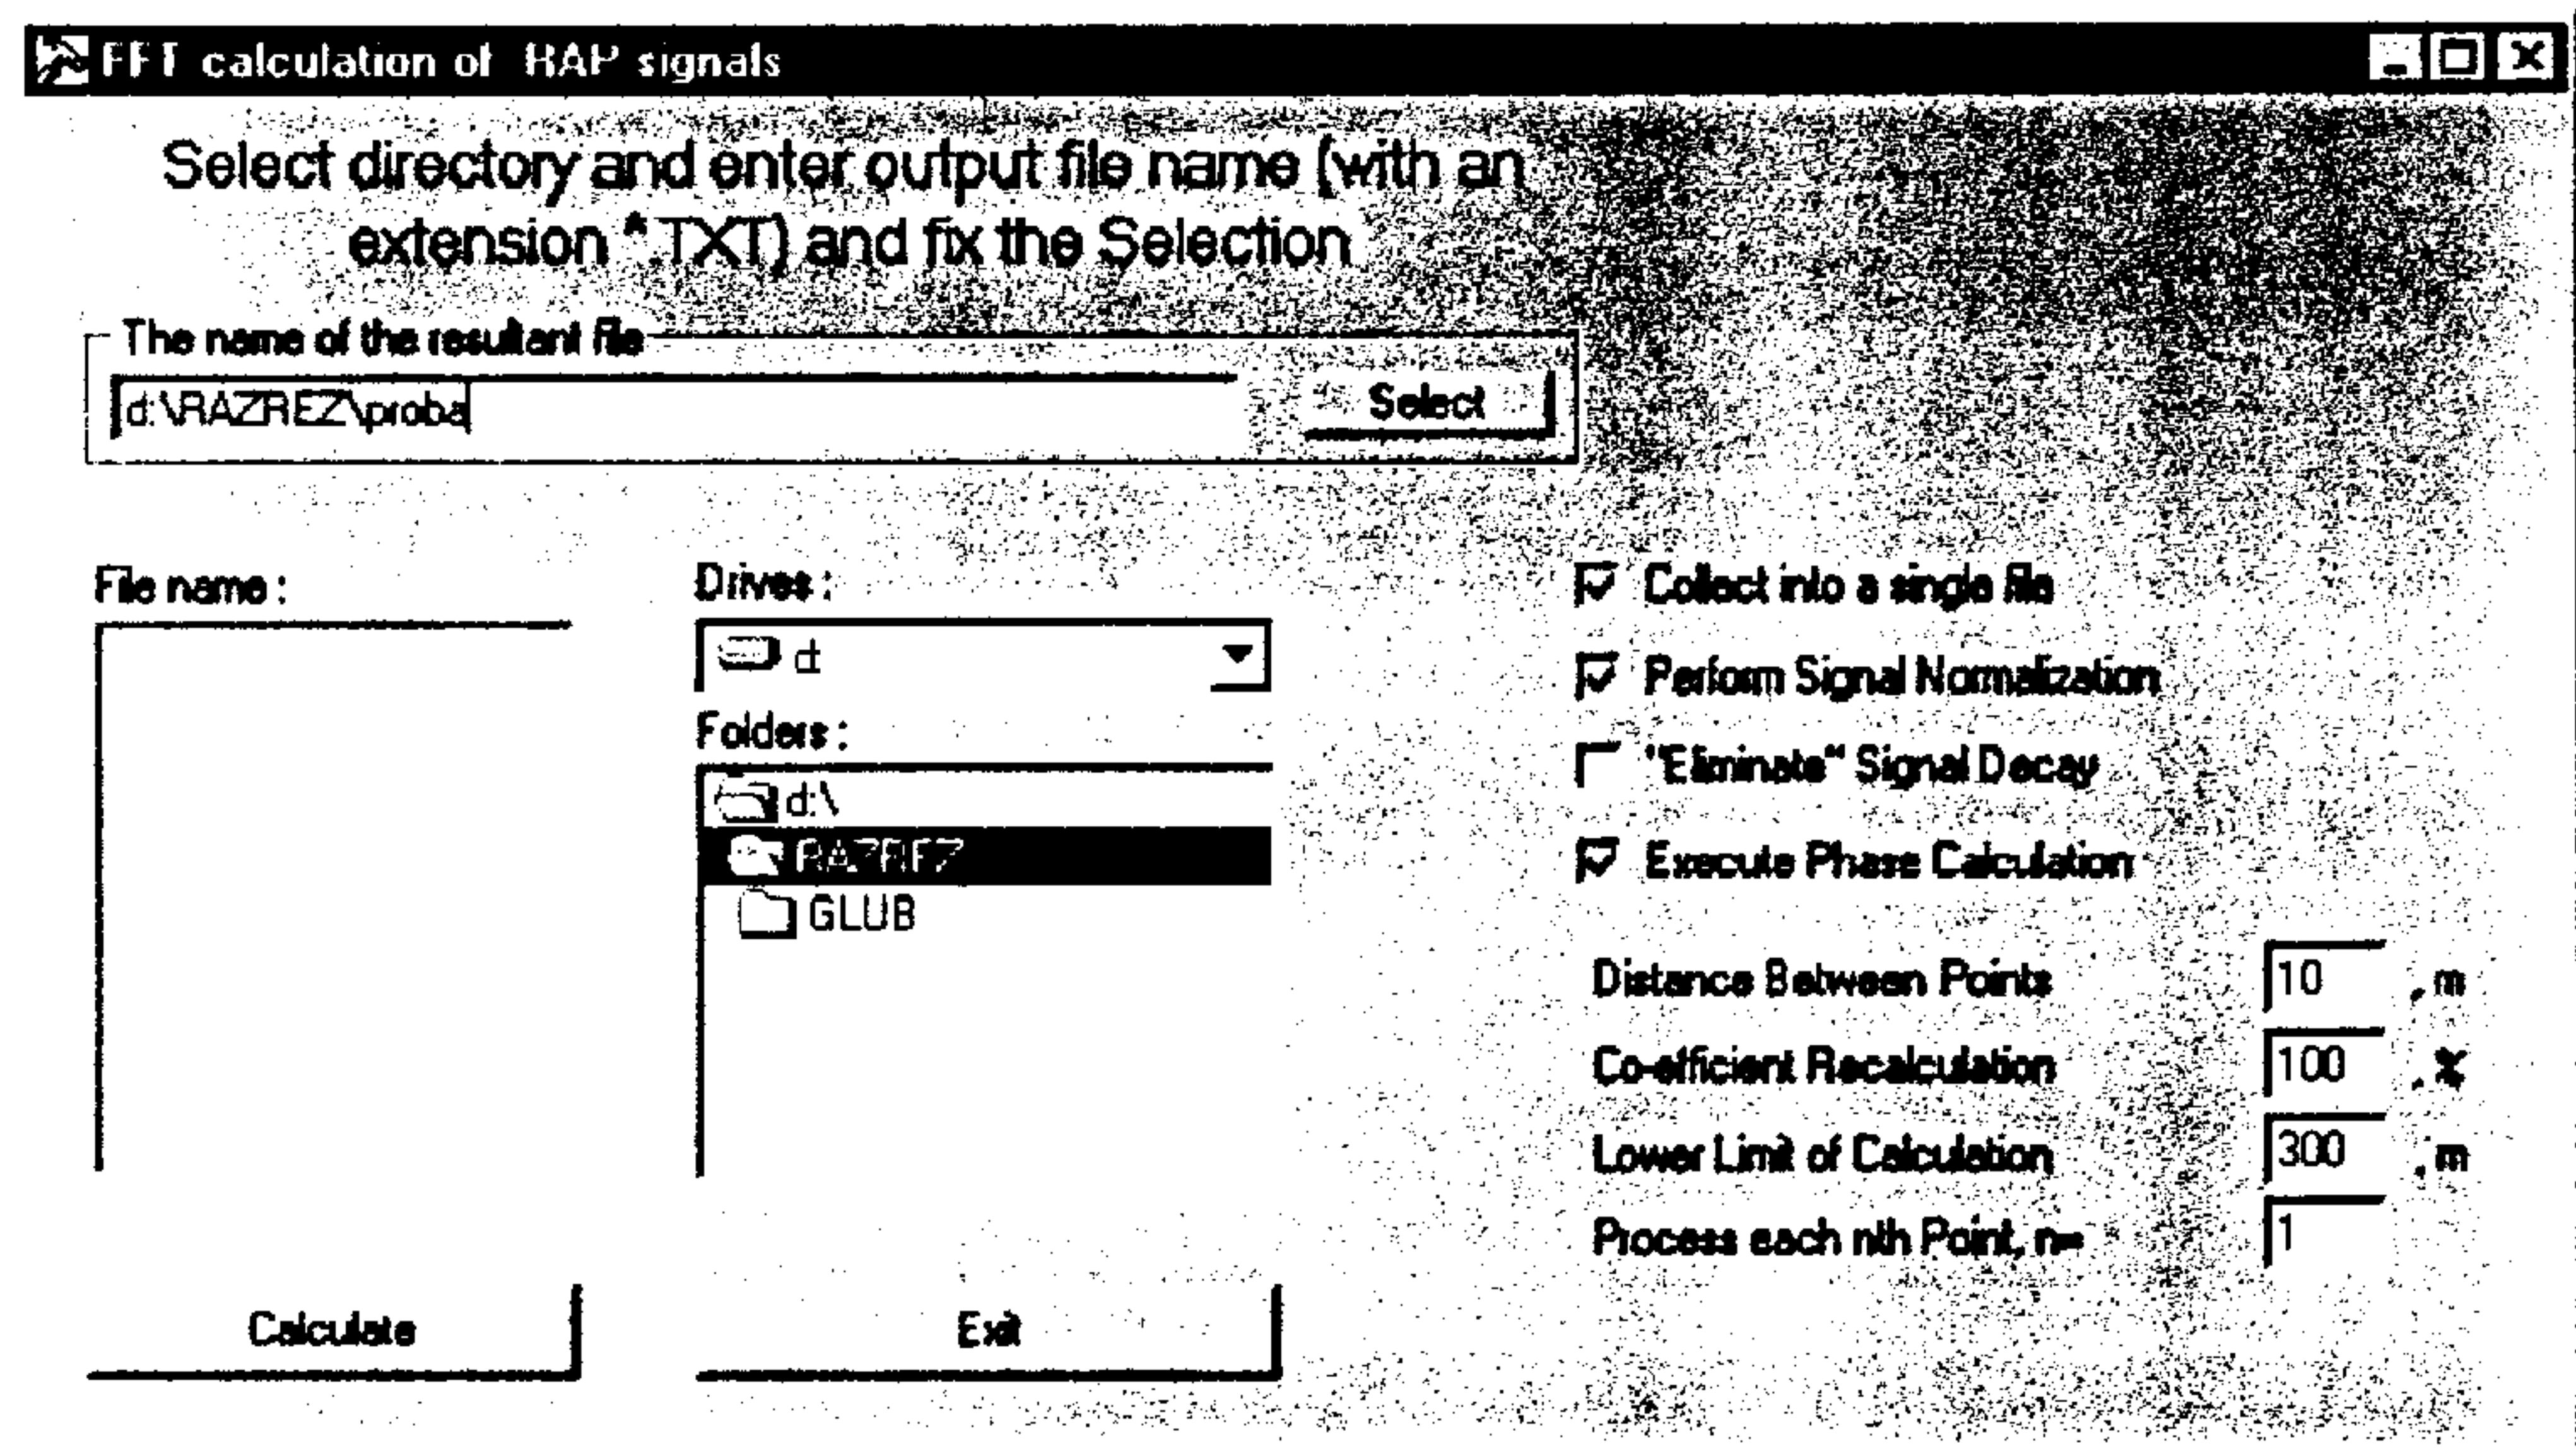 FFT calculation of RAP signals
Select directory and enter output file name (with an
extension *.TXT) and fix the Selection
The name of the resultant file
d:\RAZREZ\proba
Select
File name :
Drives :
d:
Folders :
d:\
RAZREZ
GLUB
Collect into a single file
Perform Signal Normalization
"Eliminate" Signal Decay
Execute Phase Calculation
Distance Between Points 10 , m
Co-efficient Recalculation 100 , %
Lower Limit of Calculation 300 , m
Process each nth Point, n= 1
Calculate
Exit